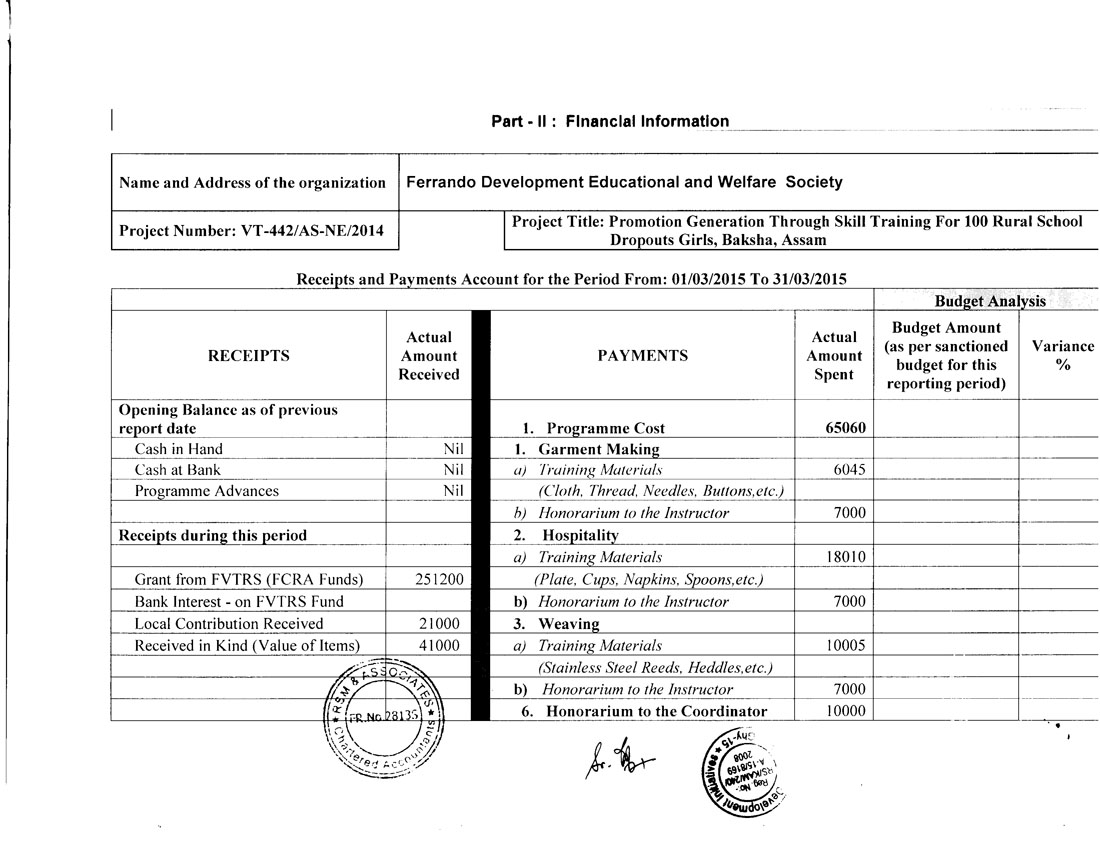 Part - II : Financial Information
Name and Address of the organization Ferrando Development Educational and Welfare Society
Project Number: VT-442/AS-NE/2014 Project Title: Promotion Generation Through Skill Training For 100 Rural School
Dropouts Girls, Baksha, Assam
Receipts and Payments Account for the Period From: 01/03/2015 To 31/03/2015
Budget Analysis
RECEIPTS Actual Amount Received PAYMENTS Actual Amount Spent Budget Amount (as per sanctioned budget for this reporting period) Variance %
Opening Balance as of previous
report date 1. Programme Cost 65060
Cash in Hand Nil 1. Garment Making
Cash at Bank Nil a) Training Materials 6045
Programme Advances Nil (Cloth, Thread, Needles, Buttons,etc.)
b) Honorarium to the Instructor 7000
Receipts during this period 2. Hospitality
a) Training Materials 18010
Grant from FVTRS (FCRA Funds) 251200 (Plate, Cups, Napkins, Spoons,etc.)
Bank Interest - on FVTRS Fund b) Honorarium to the Instructor 7000
Local Contribution Received 21000 3. Weaving
Received in Kind (Value of Items) 41000 a) Training Materials 10005
(Stainless Steel Reeds, Heddles,etc.)
b) Honorarium to the Instructor 7000
6. Honorarium to the Coordinator 10000
RSM & ASSOCIATES
FR.No.28135
Chartered Accountants
Sr.
Development Initiatives
Ghy-15
Reg. No.:
RS/KAM/240/
A-15/8169
2008